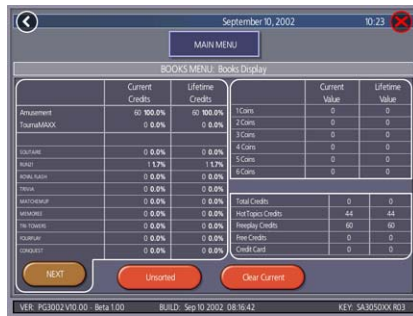 September 10, 2002 10:23
MAIN MENU
BOOKS MENU: Books Display
Current Credits Lifetime Credits
Amusement 60 100.0% 60 100.0%
TournaMAXX 0 0.0% 0 0.0%
SOLITAIRE 0 0.0% 0 0.0%
RUN21 1 1.7% 1 1.7%
ROYAL FLASH 0 0.0% 0 0.0%
TRIVIA 0 0.0% 0 0.0%
MATCHEMUP 0 0.0% 0 0.0%
MEMOREE 0 0.0% 0 0.0%
TRI-TOWERS 0 0.0% 0 0.0%
FOURPLAY 0 0.0% 0 0.0%
CONQUEST 0 0.0% 0 0.0%
Current Value Lifetime Value
1 Coins 0 0
2 Coins 0 0
3 Coins 0 0
4 Coins 0 0
5 Coins 0 0
6 Coins 0 0
Total Credits 0 0
HotTopics Credits 44 44
Freeplay Credits 60 60
Free Credits 0 0
Credit Card 0 0
NEXT
Unsorted
Clear Current
VER: PG3002 V10.00 - Beta 1.00 BUILD: Sep 10 2002 08:16:42 KEY: SA3050XX R03